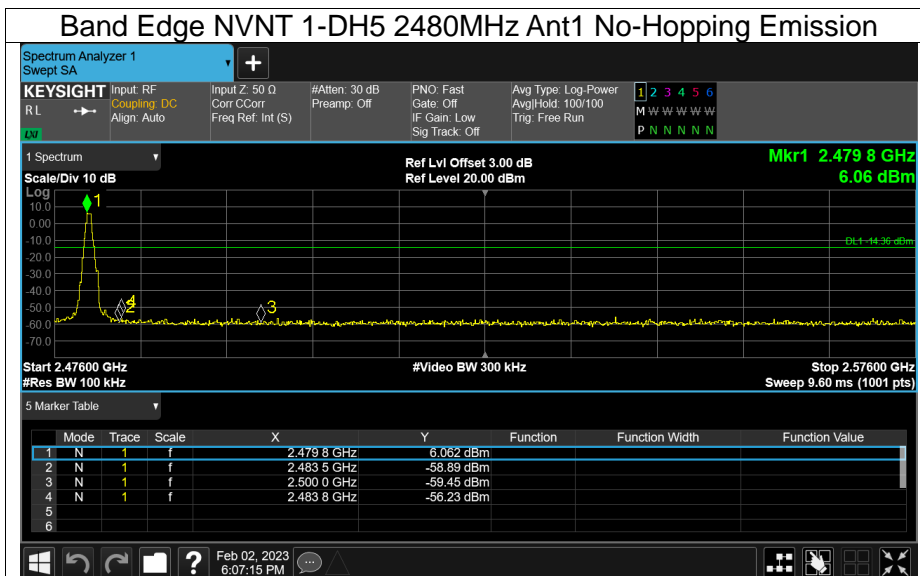 Band Edge NVNT 1-DH5 2480MHz Ant1 No-Hopping Emission
Spectrum Analyzer 1
Swept SA
+
KEYSIGHT
R L
LXI
Input: RF
Coupling: DC
Align: Auto
Input Z: 50 Ω
Corr CCorr
Freq Ref: Int (S)
#Atten: 30 dB
Preamp: Off
PNO: Fast
Gate: Off
IF Gain: Low
Sig Track: Off
Avg Type: Log-Power
Avg|Hold: 100/100
Trig: Free Run
1 2 3 4 5 6
M W W W W W
P N N N N N
1 Spectrum
Scale/Div 10 dB
Ref Lvl Offset 3.00 dB
Ref Level 20.00 dBm
Mkr1 2.479 8 GHz
6.06 dBm
Log
10.0
0.00
-10.0
-20.0
-30.0
-40.0
-50.0
-60.0
-70.0
1
DL1 -14.36 dBm
4
2
3
Start 2.47600 GHz
#Res BW 100 kHz
#Video BW 300 kHz
Stop 2.57600 GHz
Sweep 9.60 ms (1001 pts)
5 Marker Table
Mode Trace Scale X Y Function Function Width Function Value
1 N 1 f 2.479 8 GHz 6.062 dBm
2 N 1 f 2.483 5 GHz -58.89 dBm
3 N 1 f 2.500 0 GHz -59.45 dBm
4 N 1 f 2.483 8 GHz -56.23 dBm
5
6
?
Feb 02, 2023
6:07:15 PM